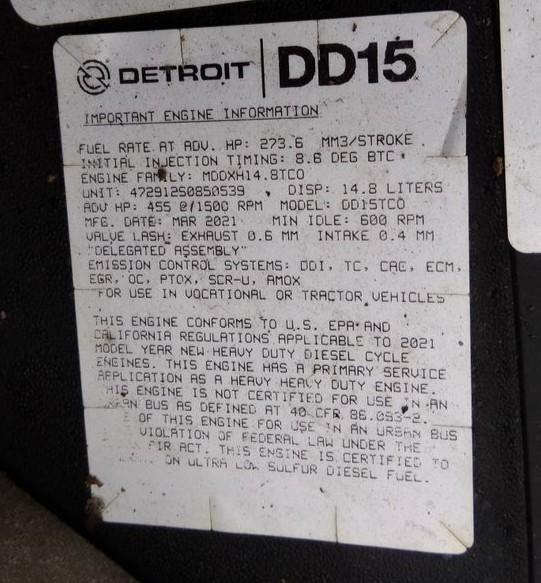 DETROIT | DD15
IMPORTANT ENGINE INFORMATION
FUEL RATE AT ADV. HP: 273.6 MM3/STROKE
INITIAL INJECTION TIMING: 8.6 DEG BTC
ENGINE FAMILY: MDDXH14.8TCO
UNIT: 472912S0850539 DISP: 14.8 LITERS
ADV HP: 455 @/1500 RPM MODEL: DD15TCO
MFG. DATE: MAR 2021 MIN IDLE: 600 RPM
VALVE LASH: EXHAUST 0.6 MM INTAKE 0.4 MM
"DELEGATED ASSEMBLY"
EMISSION CONTROL SYSTEMS: DDI, TC, CAC, ECM,
EGR, OC, PTOX, SCR-U, AMOX
FOR USE IN VOCATIONAL OR TRACTOR VEHICLES
THIS ENGINE CONFORMS TO U.S. EPA AND
CALIFORNIA REGULATIONS APPLICABLE TO 2021
MODEL YEAR NEW HEAVY DUTY DIESEL CYCLE
ENGINES. THIS ENGINE HAS A PRIMARY SERVICE
APPLICATION AS A HEAVY HEAVY DUTY ENGINE.
THIS ENGINE IS NOT CERTIFIED FOR USE IN AN
URBAN BUS AS DEFINED AT 40 CFR 86.093-2.
OF THIS ENGINE FOR USE IN AN URBAN BUS
VIOLATION OF FEDERAL LAW UNDER THE
AIR ACT. THIS ENGINE IS CERTIFIED TO
ON ULTRA LOW SULFUR DIESEL FUEL.